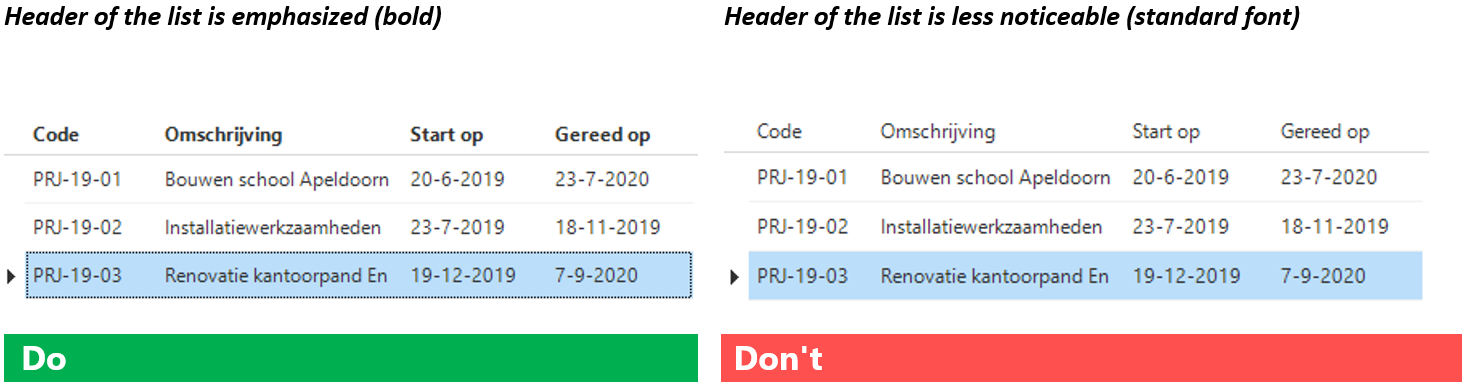 Header of the list is emphasized (bold)
Code Omschrijving Start op Gereed op
PRJ-19-01 Bouwen school Apeldoorn 20-6-2019 23-7-2020
PRJ-19-02 Installatiewerkzaamheden 23-7-2019 18-11-2019
PRJ-19-03 Renovatie kantoorpand En 19-12-2019 7-9-2020
Do
Header of the list is less noticeable (standard font)
Code Omschrijving Start op Gereed op
PRJ-19-01 Bouwen school Apeldoorn 20-6-2019 23-7-2020
PRJ-19-02 Installatiewerkzaamheden 23-7-2019 18-11-2019
PRJ-19-03 Renovatie kantoorpand En 19-12-2019 7-9-2020
Don't